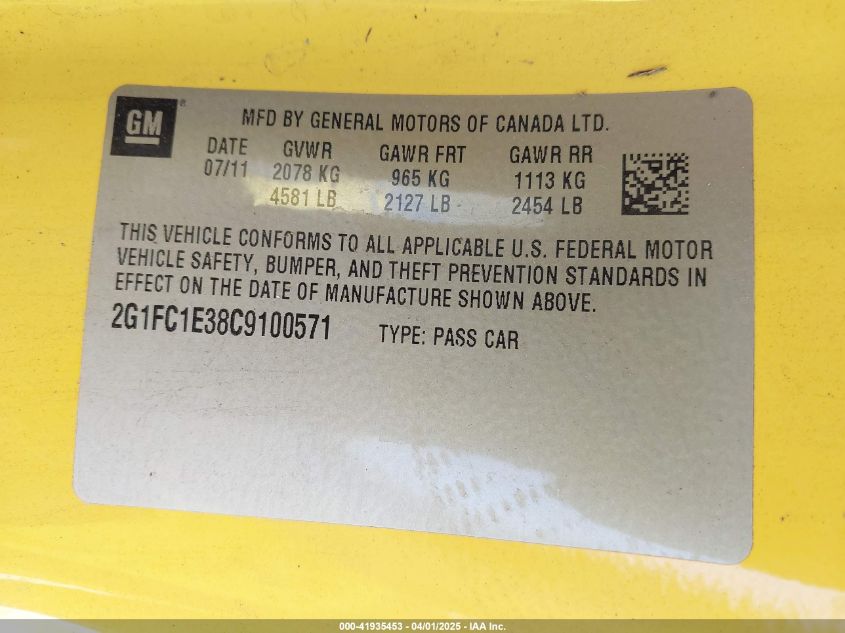 GM ®
MFD BY GENERAL MOTORS OF CANADA LTD.
DATE GVWR GAWR FRT GAWR RR
07/11 2078 KG 965 KG 1113 KG
4581 LB 2127 LB 2454 LB
THIS VEHICLE CONFORMS TO ALL APPLICABLE U.S. FEDERAL MOTOR
VEHICLE SAFETY, BUMPER, AND THEFT PREVENTION STANDARDS IN
EFFECT ON THE DATE OF MANUFACTURE SHOWN ABOVE.
2G1FC1E38C9100571 TYPE: PASS CAR
000-41935453 - 04/01/2025 - IAA Inc.